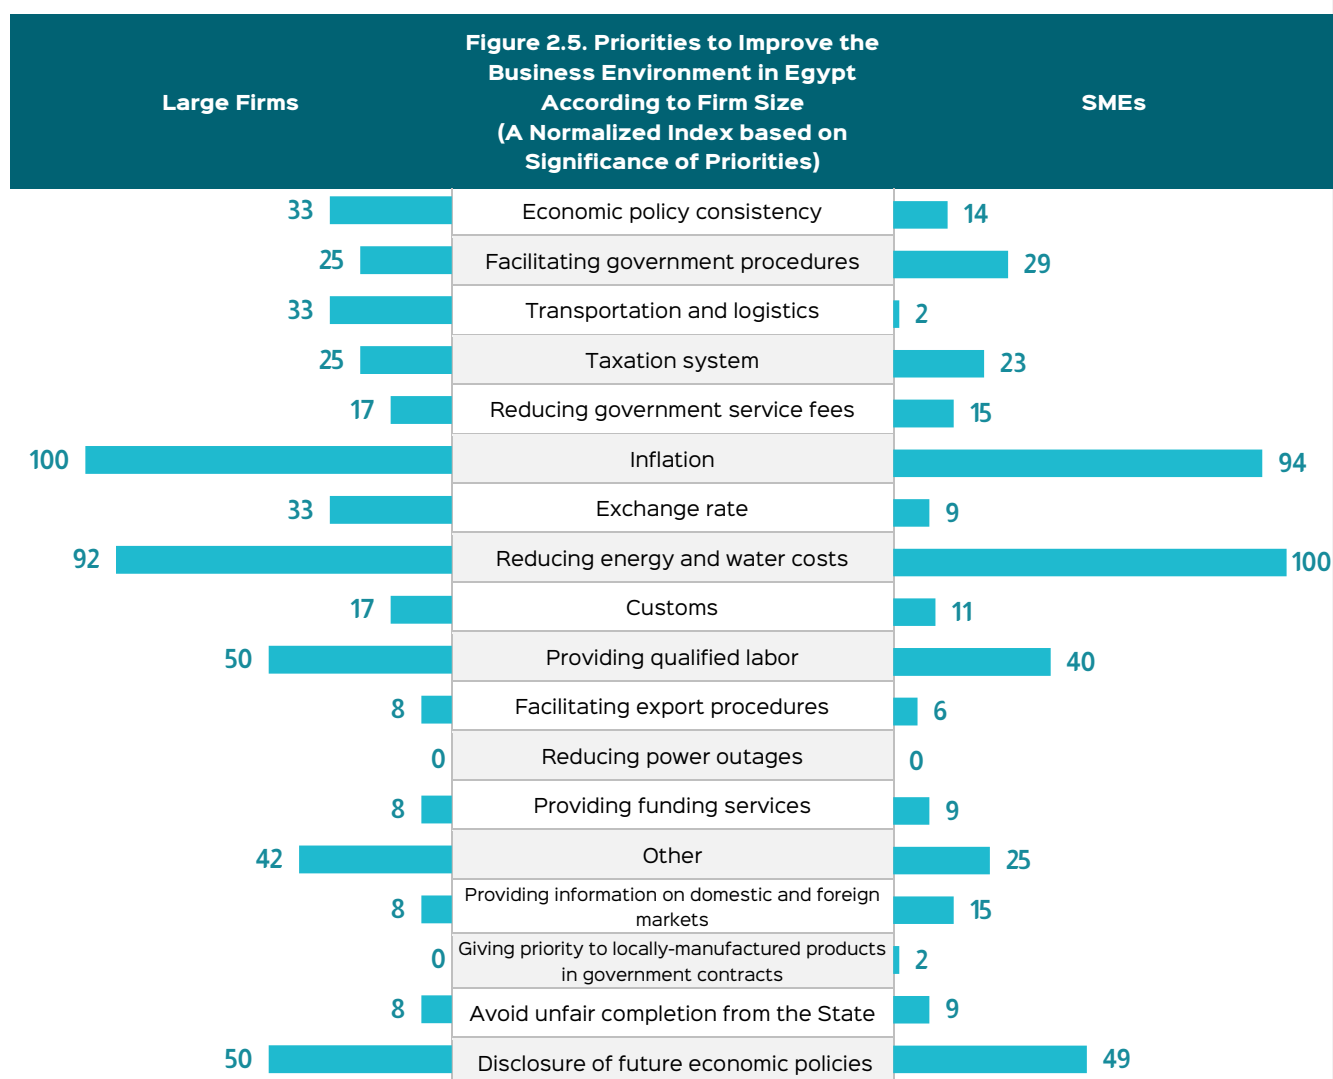 Large Firms
Figure 2.5. Priorities to Improve the
Business Environment in Egypt
According to Firm Size
(A Normalized Index based on
Significance of Priorities)
SMEs
33 Economic policy consistency 14
25 Facilitating government procedures 29
33 Transportation and logistics 2
25 Taxation system 23
17 Reducing government service fees 15
100 Inflation 94
33 Exchange rate 9
92 Reducing energy and water costs 100
17 Customs 11
50 Providing qualified labor 40
8 Facilitating export procedures 6
0 Reducing power outages 0
8 Providing funding services 9
42 Other 25
8 Providing information on domestic and foreign
markets 15
0 Giving priority to locally-manufactured products
in government contracts 2
8 Avoid unfair completion from the State 9
50 Disclosure of future economic policies 49